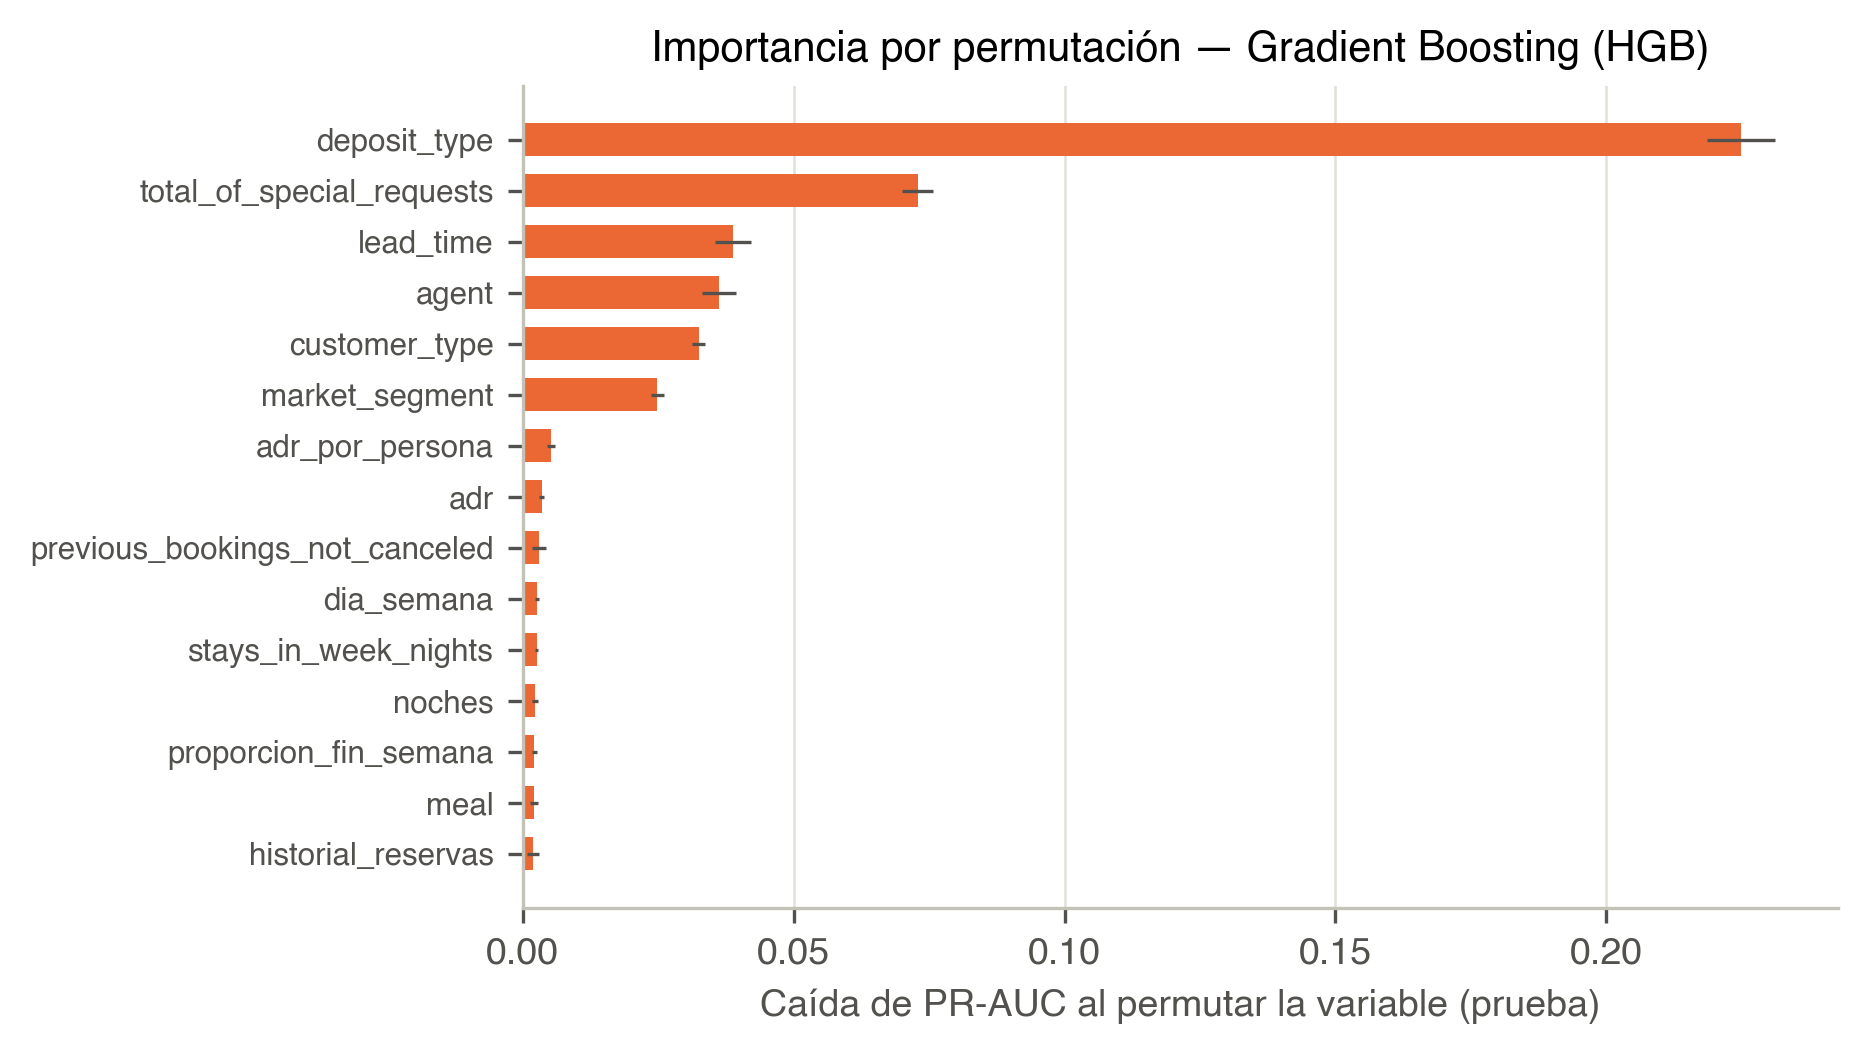 Importancia por permutación — Gradient Boosting (HGB)
deposit_type
total_of_special_requests
lead_time
agent
customer_type
market_segment
adr_por_persona
adr
previous_bookings_not_canceled
dia_semana
stays_in_week_nights
noches
proporcion_fin_semana
meal
historial_reservas
0.00 0.05 0.10 0.15 0.20
Caída de PR-AUC al permutar la variable (prueba)